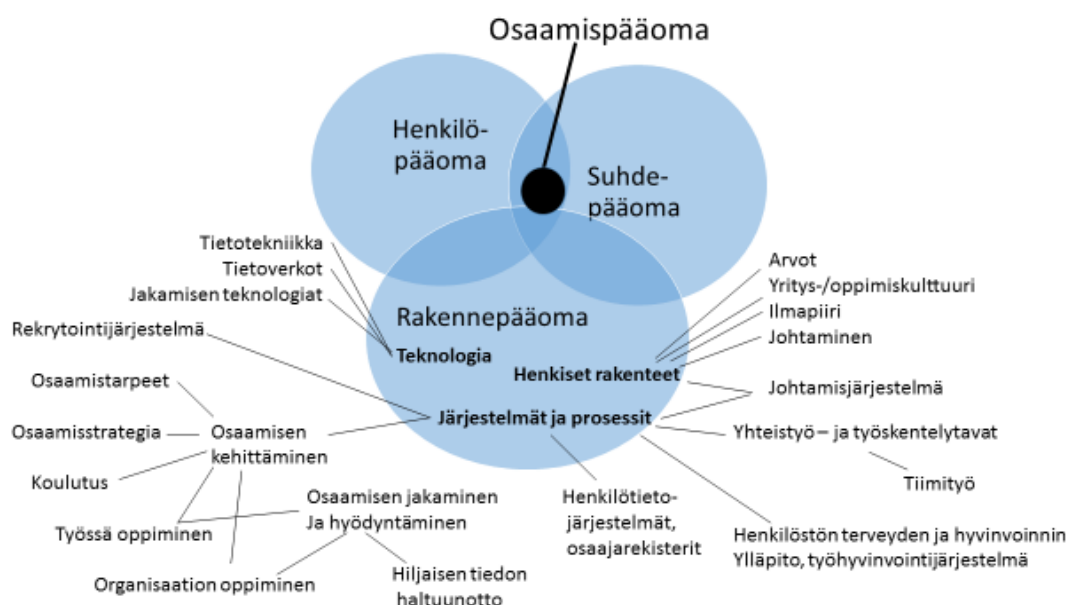 Osaamispääoma
Henkilö-
pääoma
Suhde-
pääoma
Tietotekniikka
Tietoverkot
Jakamisen teknologiat
Rekrytointijärjestelmä
Arvot
Yritys-/oppimiskulttuuri
Ilmapiiri
Johtaminen
Rakennepääoma
Teknologia
Henkiset rakenteet
Järjestelmät ja prosessit
Johtamisjärjestelmä
Yhteistyö – ja työskentelytavat
Tiimityö
Osaamistarpeet
Osaamisstrategia
Osaamisen
kehittäminen
Koulutus
Työssä oppiminen
Organisaation oppiminen
Osaamisen jakaminen
Ja hyödyntäminen
Hiljaisen tiedon
haltuunotto
Henkilötieto-
järjestelmät,
osaajarekisterit
Henkilöstön terveyden ja hyvinvoinnin
Ylläpito, työhyvinvointijärjestelmä